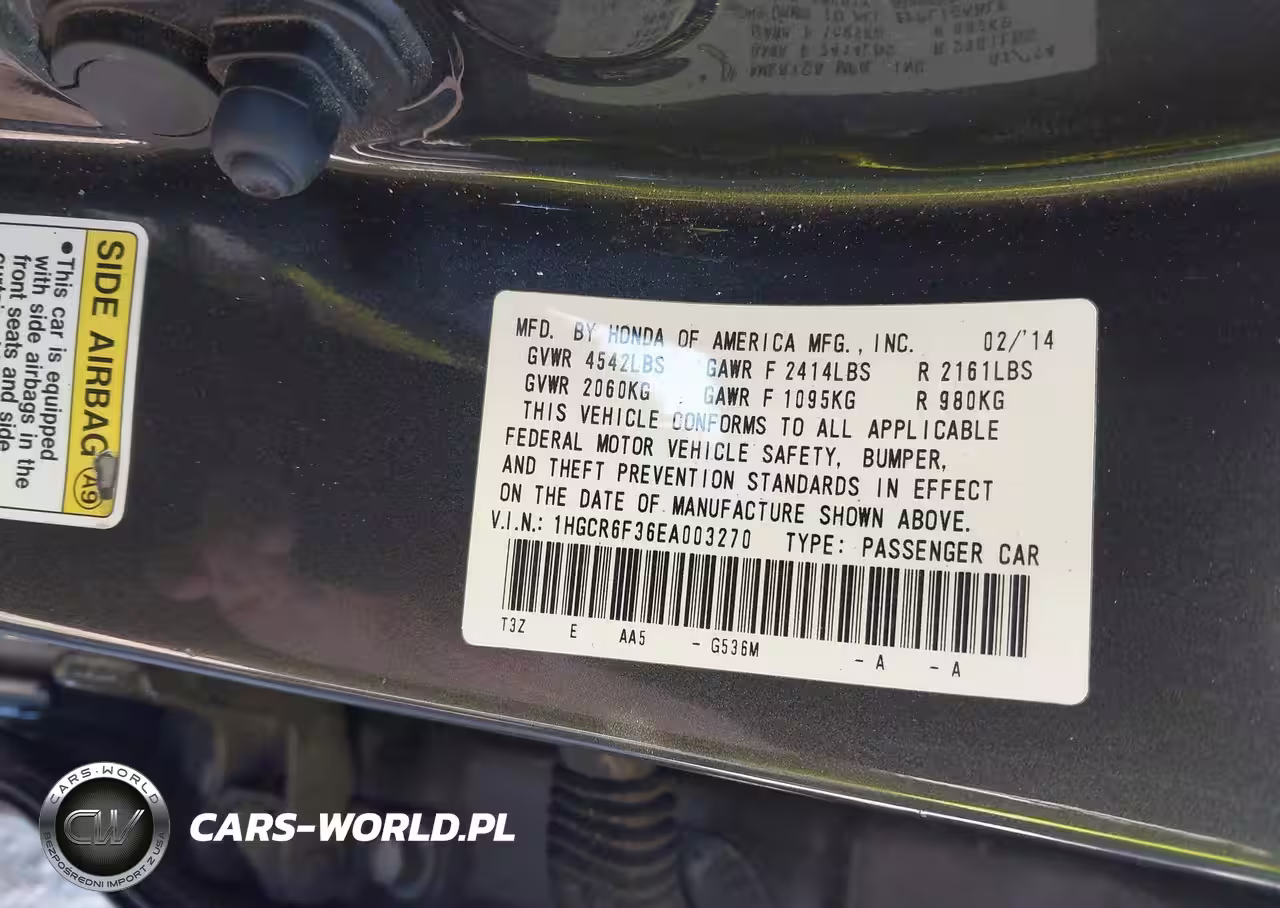 SIDE AIRBAG A9
● This car is equipped
with side airbags in the
front seats and side
MFD. BY HONDA OF AMERICA MFG., INC. 02/'14
GVWR 4542LBS GAWR F 2414LBS R 2161LBS
GVWR 2060KG GAWR F 1095KG R 980KG
THIS VEHICLE CONFORMS TO ALL APPLICABLE
FEDERAL MOTOR VEHICLE SAFETY, BUMPER,
AND THEFT PREVENTION STANDARDS IN EFFECT
ON THE DATE OF MANUFACTURE SHOWN ABOVE.
V.I.N.: 1HGCR6F36EA003270 TYPE: PASSENGER CAR
T3Z E AA5 - G536M - A - A
CARS-WORLD
CW
BEZPOŚREDNI IMPORT Z USA
CARS-WORLD.PL